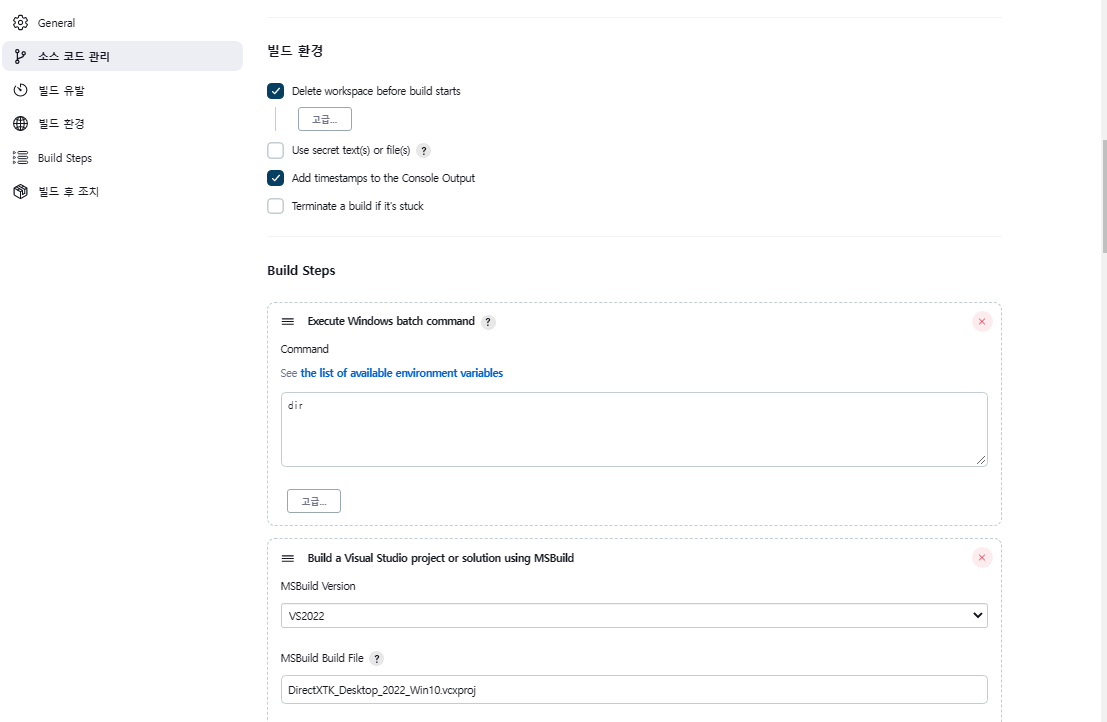 General
소스 코드 관리
빌드 유발
빌드 환경
Build Steps
빌드 후 조치
빌드 환경
Delete workspace before build starts
고급...
Use secret text(s) or file(s) ?
Add timestamps to the Console Output
Terminate a build if it's stuck
Build Steps
Execute Windows batch command ?
Command
See the list of available environment variables
dir
고급...
Build a Visual Studio project or solution using MSBuild
MSBuild Version
VS2022
MSBuild Build File ?
DirectXTK_Desktop_2022_Win10.vcxproj